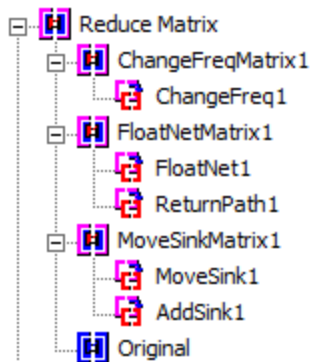 Reduce Matrix
ChangeFreqMatrix1
ChangeFreq1
FloatNetMatrix1
FloatNet1
ReturnPath1
MoveSinkMatrix1
MoveSink1
AddSink1
Original